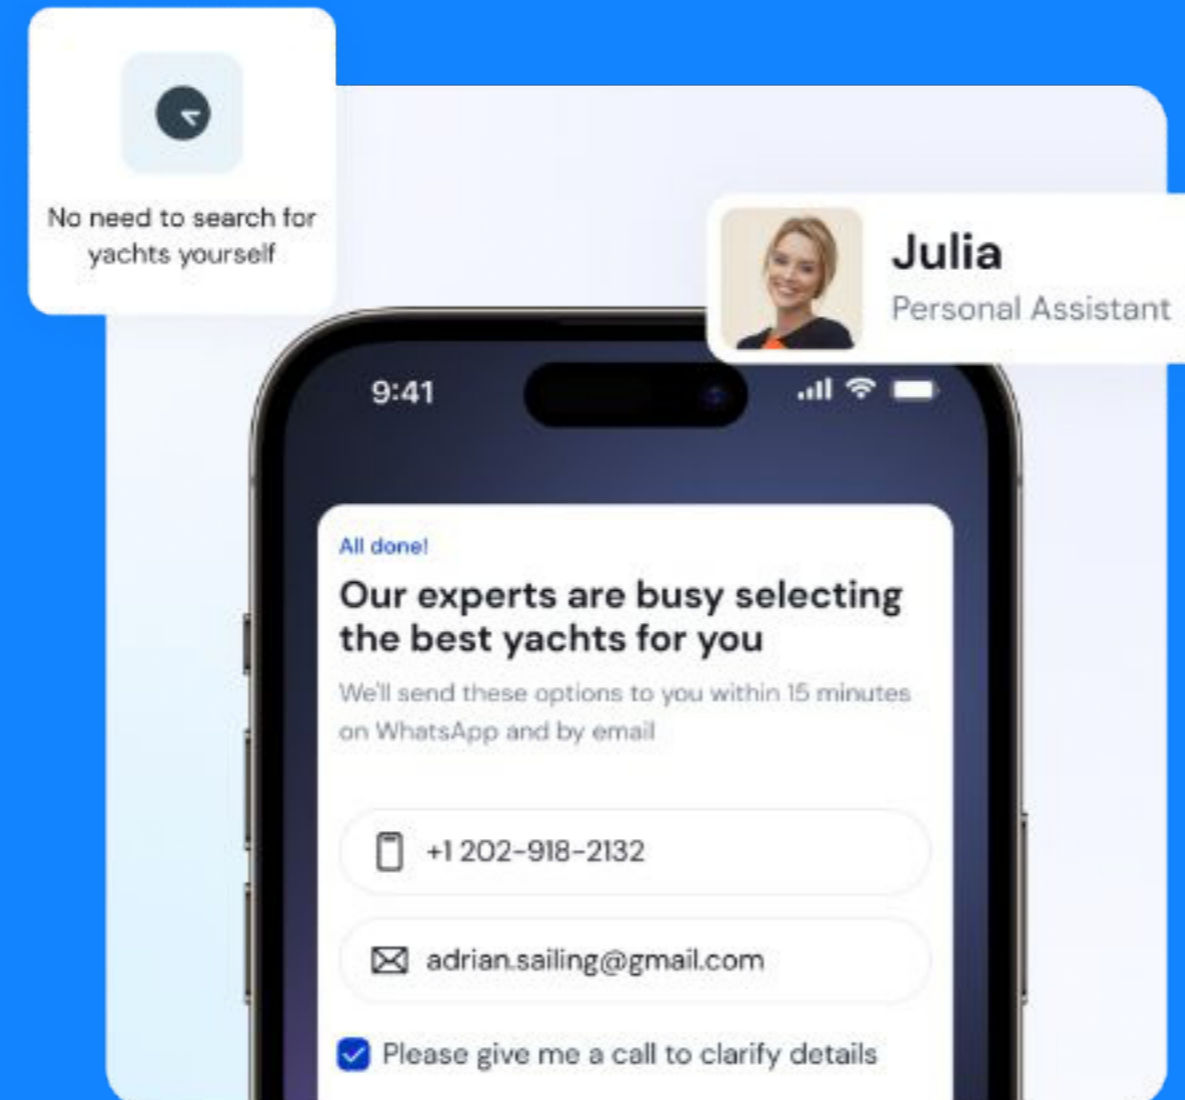 No need to search for
yachts yourself
Julia
Personal Assistant
9:41
All done!
Our experts are busy selecting
the best yachts for you
We'll send these options to you within 15 minutes
on WhatsApp and by email
+1 202-918-2132
adrian.sailing@gmail.com
Please give me a call to clarify details